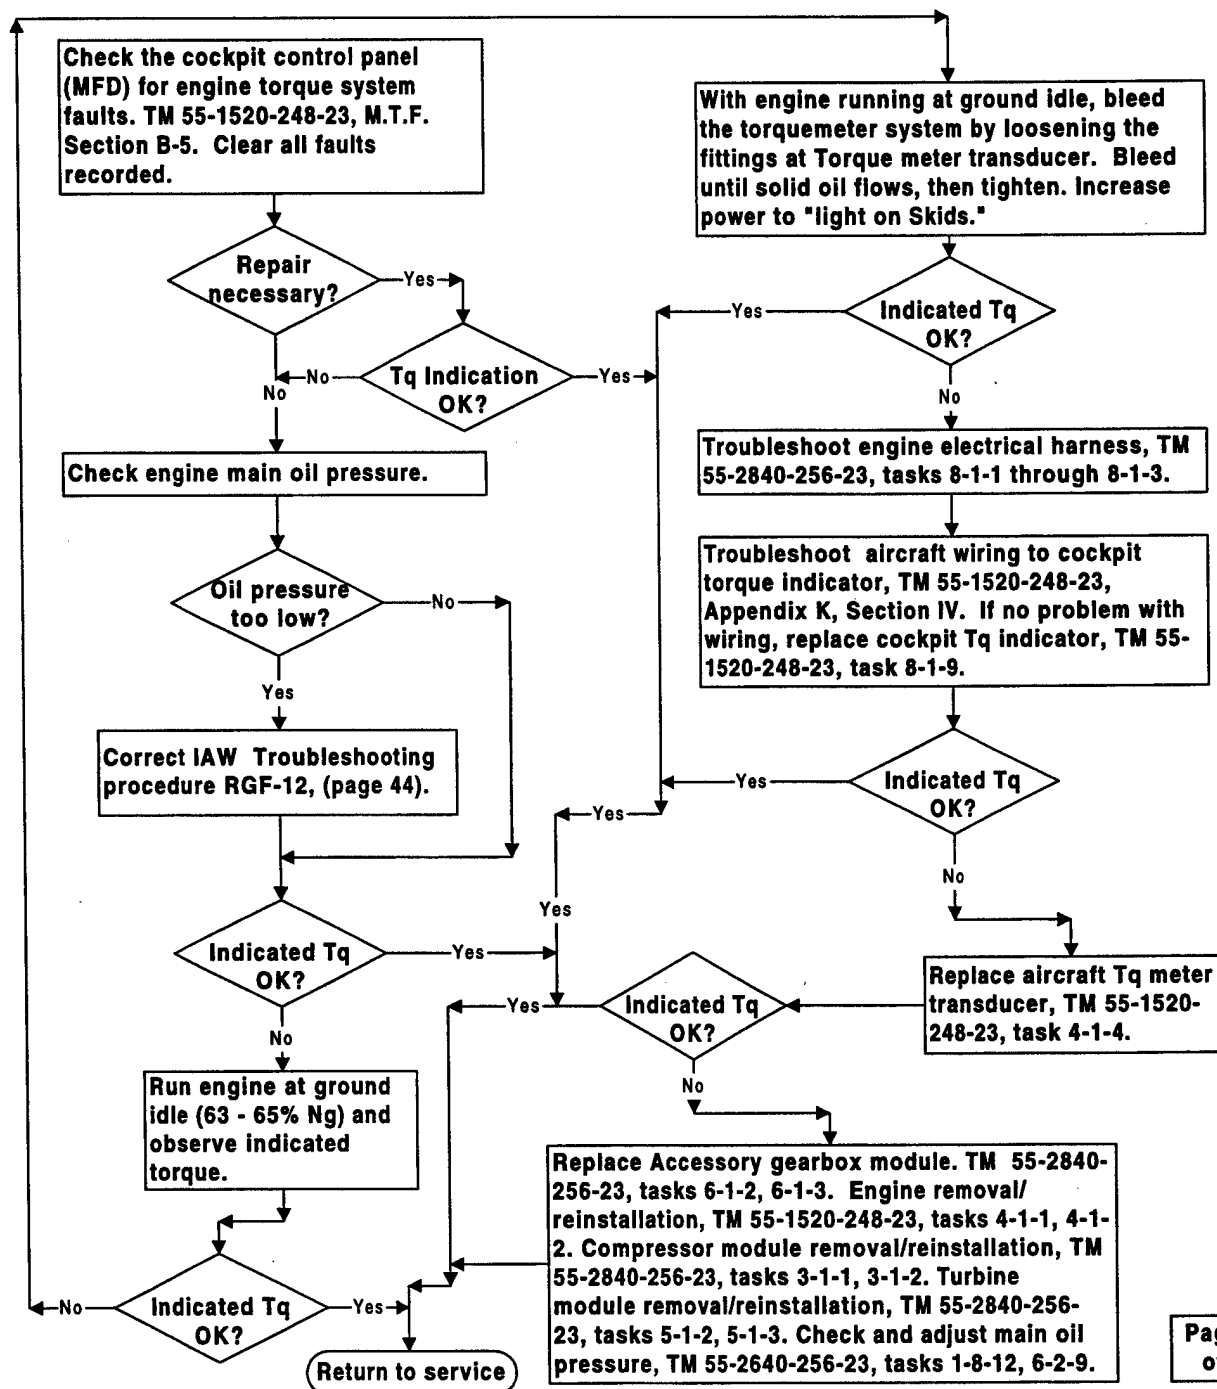 Check the cockpit control panel
(MFD) for engine torque system
faults. TM 55-1520-248-23, M.T.F.
Section B-5. Clear all faults
recorded.
Repair
necessary?
Yes
Tq Indication
OK?
No
Yes
No
Check engine main oil pressure.
Oil pressure
too low?
No
Yes
Correct IAW Troubleshooting
procedure RGF-12, (page 44).
Indicated Tq
OK?
Yes
No
Run engine at ground
idle (63 - 65% Ng) and
observe indicated
torque.
Indicated Tq
OK?
No
Yes
Return to service
With engine running at ground idle, bleed
the torquemeter system by loosening the
fittings at Torque meter transducer. Bleed
until solid oil flows, then tighten. Increase
power to "light on Skids."
Indicated Tq
OK?
Yes
No
Troubleshoot engine electrical harness, TM
55-2840-256-23, tasks 8-1-1 through 8-1-3.
Troubleshoot aircraft wiring to cockpit
torque indicator, TM 55-1520-248-23,
Appendix K, Section IV. If no problem with
wiring, replace cockpit Tq indicator, TM 55-
1520-248-23, task 8-1-9.
Indicated Tq
OK?
Yes
Yes
Yes
No
Replace aircraft Tq meter
transducer, TM 55-1520-
248-23, task 4-1-4.
Indicated Tq
OK?
Yes
No
Replace Accessory gearbox module. TM 55-2840-
256-23, tasks 6-1-2, 6-1-3. Engine removal/
reinstallation, TM 55-1520-248-23, tasks 4-1-1, 4-1-
2. Compressor module removal/reinstallation, TM
55-2840-256-23, tasks 3-1-1, 3-1-2. Turbine
module removal/reinstallation, TM 55-2840-256-
23, tasks 5-1-2, 5-1-3. Check and adjust main oil
pressure, TM 55-2640-256-23, tasks 1-8-12, 6-2-9.